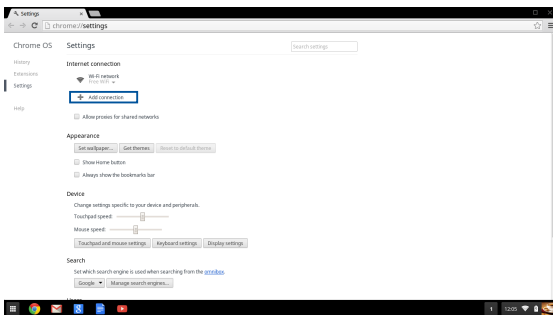 Settings
chrome://settings
Chrome OS
Settings
Search settings
History
Extensions
Settings
Help
Internet connection
Wi-Fi network
Free WiFi
Add connection
Allow proxies for shared networks
Appearance
Set wallpaper... Get themes Reset to default theme
Show Home button
Always show the bookmarks bar
Device
Change settings specific to your device and peripherals.
Touchpad speed:
Mouse speed:
Touchpad and mouse settings Keyboard settings Display settings
Search
Set which search engine is used when searching from the omnibox.
Google Manage search engines...
1 12:05